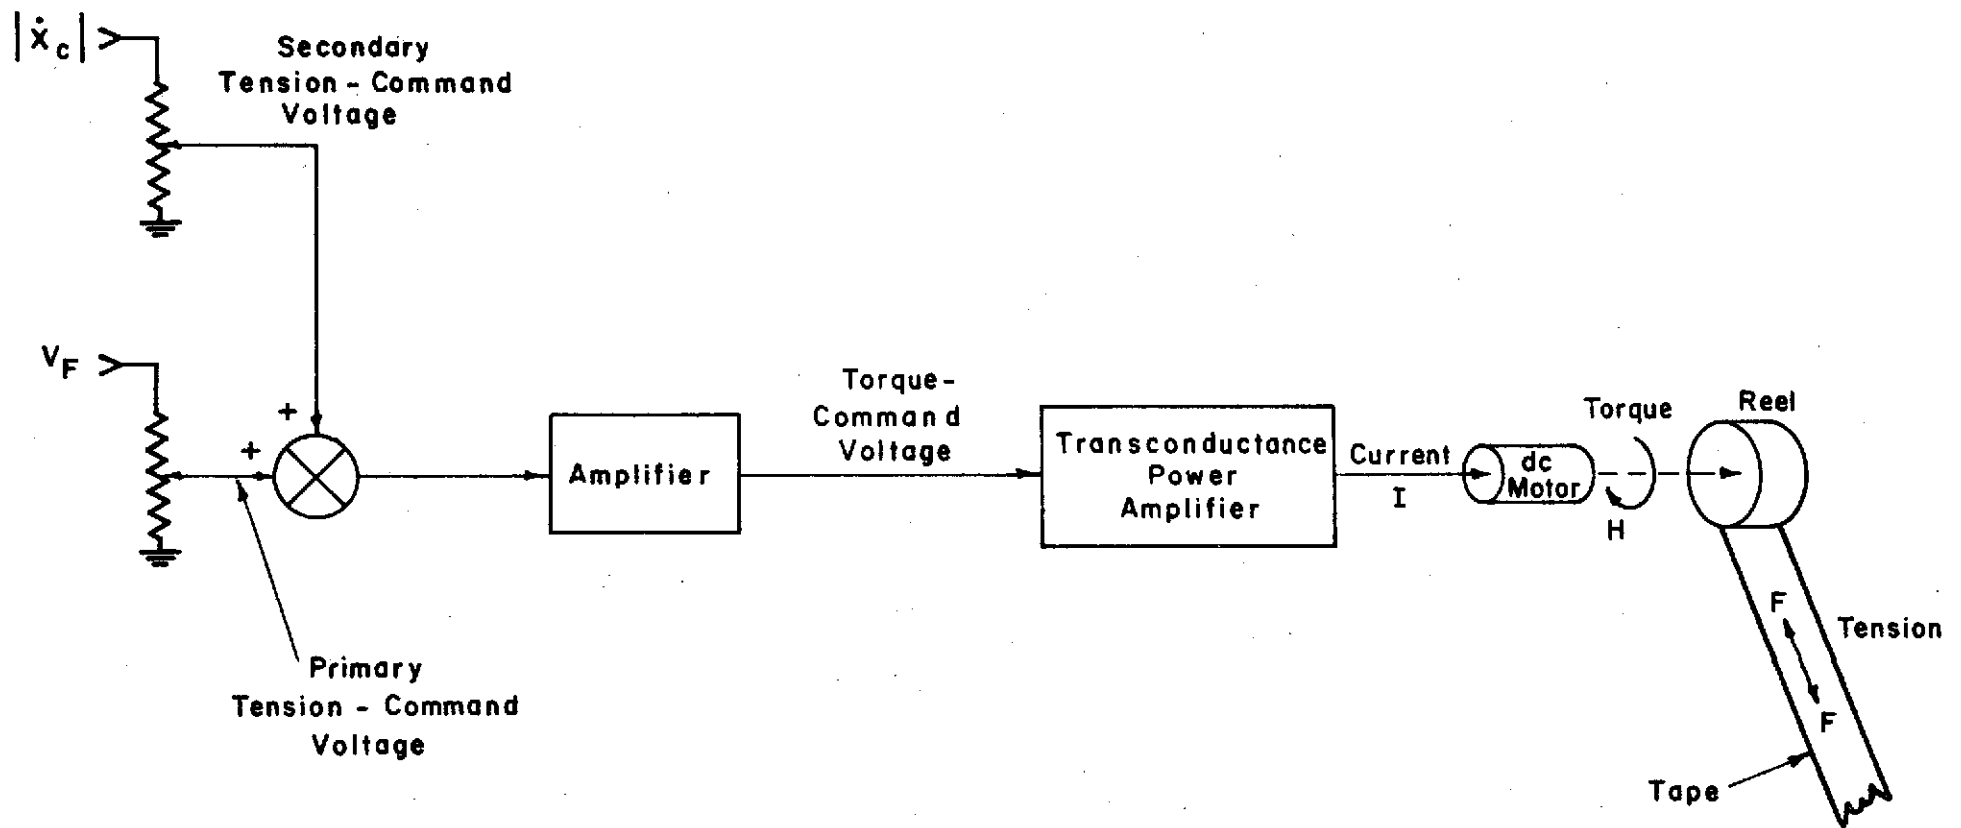 |Ẋc|
Secondary
Tension - Command
Voltage
VF
+
+
Primary
Tension - Command
Voltage
Amplifier
Torque-
Command
Voltage
Transconductance
Power
Amplifier
Current
I
dc
Motor
Torque
H
Reel
F
F
Tension
Tape